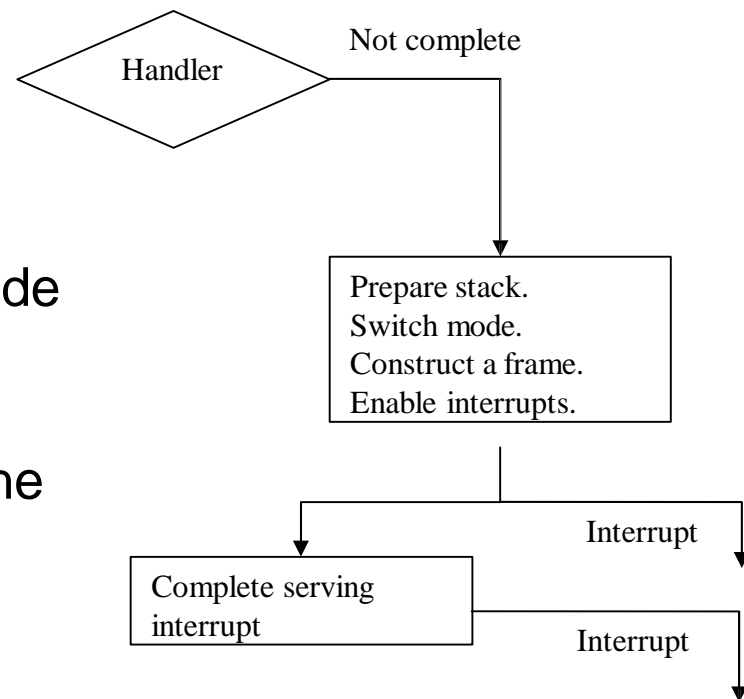 Not complete
Handler
de
Prepare stack.
Switch mode.
Construct a frame.
Enable interrupts.
ne
Interrupt
Complete serving
interrupt
Interrupt